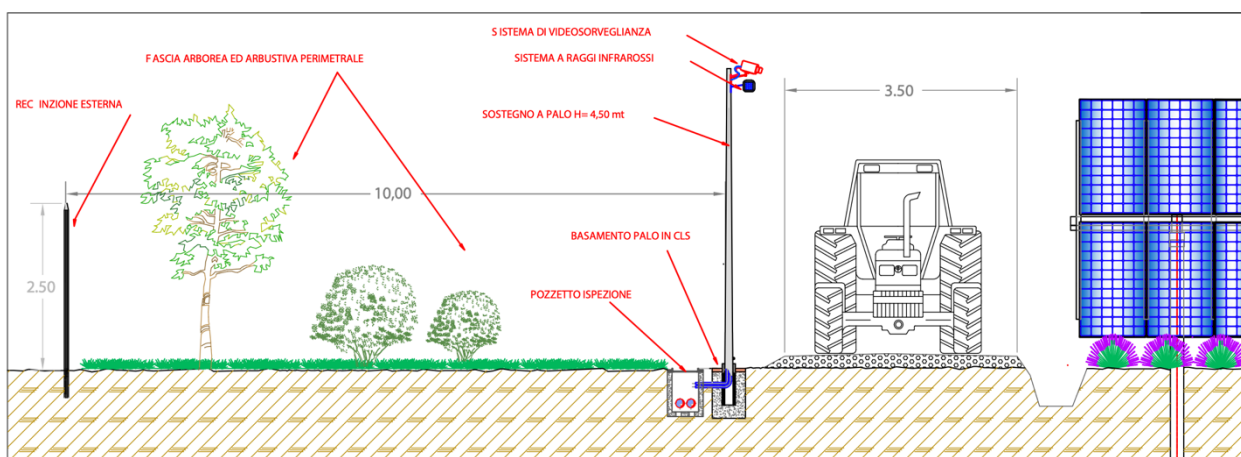 S ISTEMA DI VIDEOSORVEGLIANZA
F ASCIA ARBOREA ED ARBUSTIVA PERIMETRALE
SISTEMA A RAGGI INFRAROSSI
REC INZIONE ESTERNA
3.50
SOSTEGNO A PALO H= 4,50 mt
10,00
BASAMENTO PALO IN CLS
2.50
POZZETTO ISPEZIONE